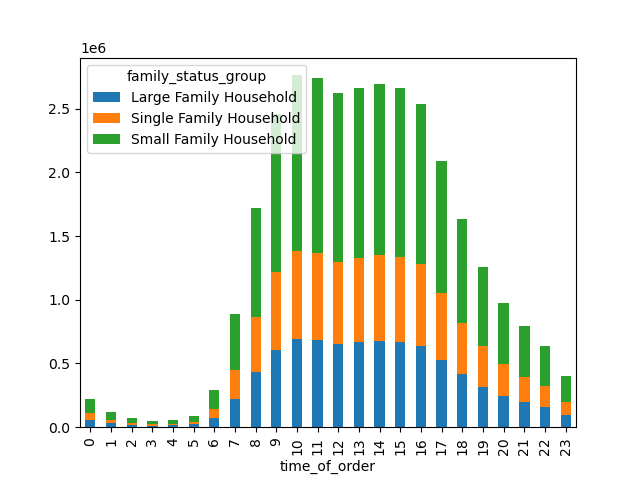 1e6
family_status_group
Large Family Household
Single Family Household
Small Family Household
2.5
2.0
1.5
1.0
0.5
0.0
0 1 2 3 4 5 6 7 8 9 10 11 12 13 14 15 16 17 18 19 20 21 22 23
time_of_order